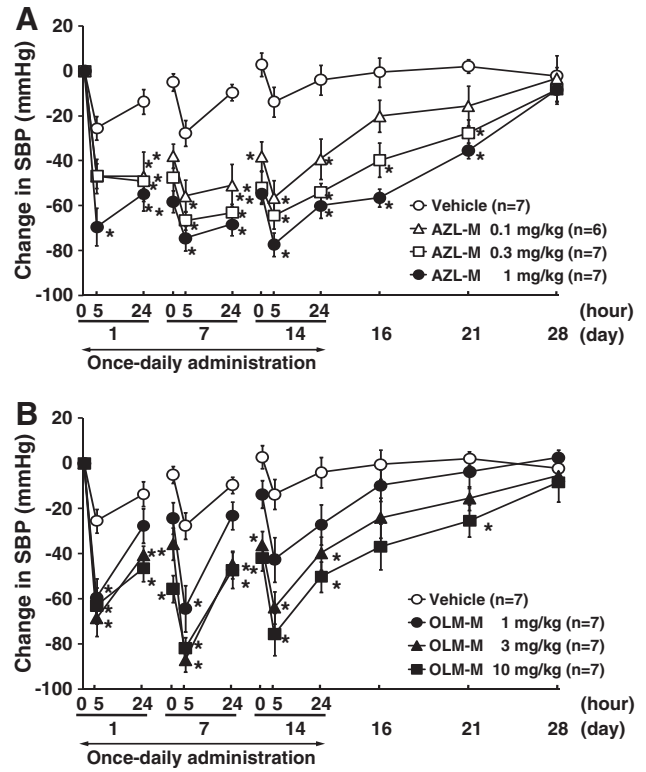 A
Change in SBP (mmHg)
20
0
-20
-40
-60
-80
-100
* * * * * * * * * * * * * * * * * * * * * * * * *
Vehicle (n=7)
AZL-M 0.1 mg/kg (n=6)
AZL-M 0.3 mg/kg (n=7)
AZL-M 1 mg/kg (n=7)
0 5 24 0 5 24 0 5 24 (hour)
1 7 14 16 21 28 (day)
Once-daily administration
B
Change in SBP (mmHg)
20
0
-20
-40
-60
-80
-100
* * * * * * * * * * * * * * * * * *
Vehicle (n=7)
OLM-M 1 mg/kg (n=7)
OLM-M 3 mg/kg (n=7)
OLM-M 10 mg/kg (n=7)
0 5 24 0 5 24 0 5 24 (hour)
1 7 14 16 21 28 (day)
Once-daily administration